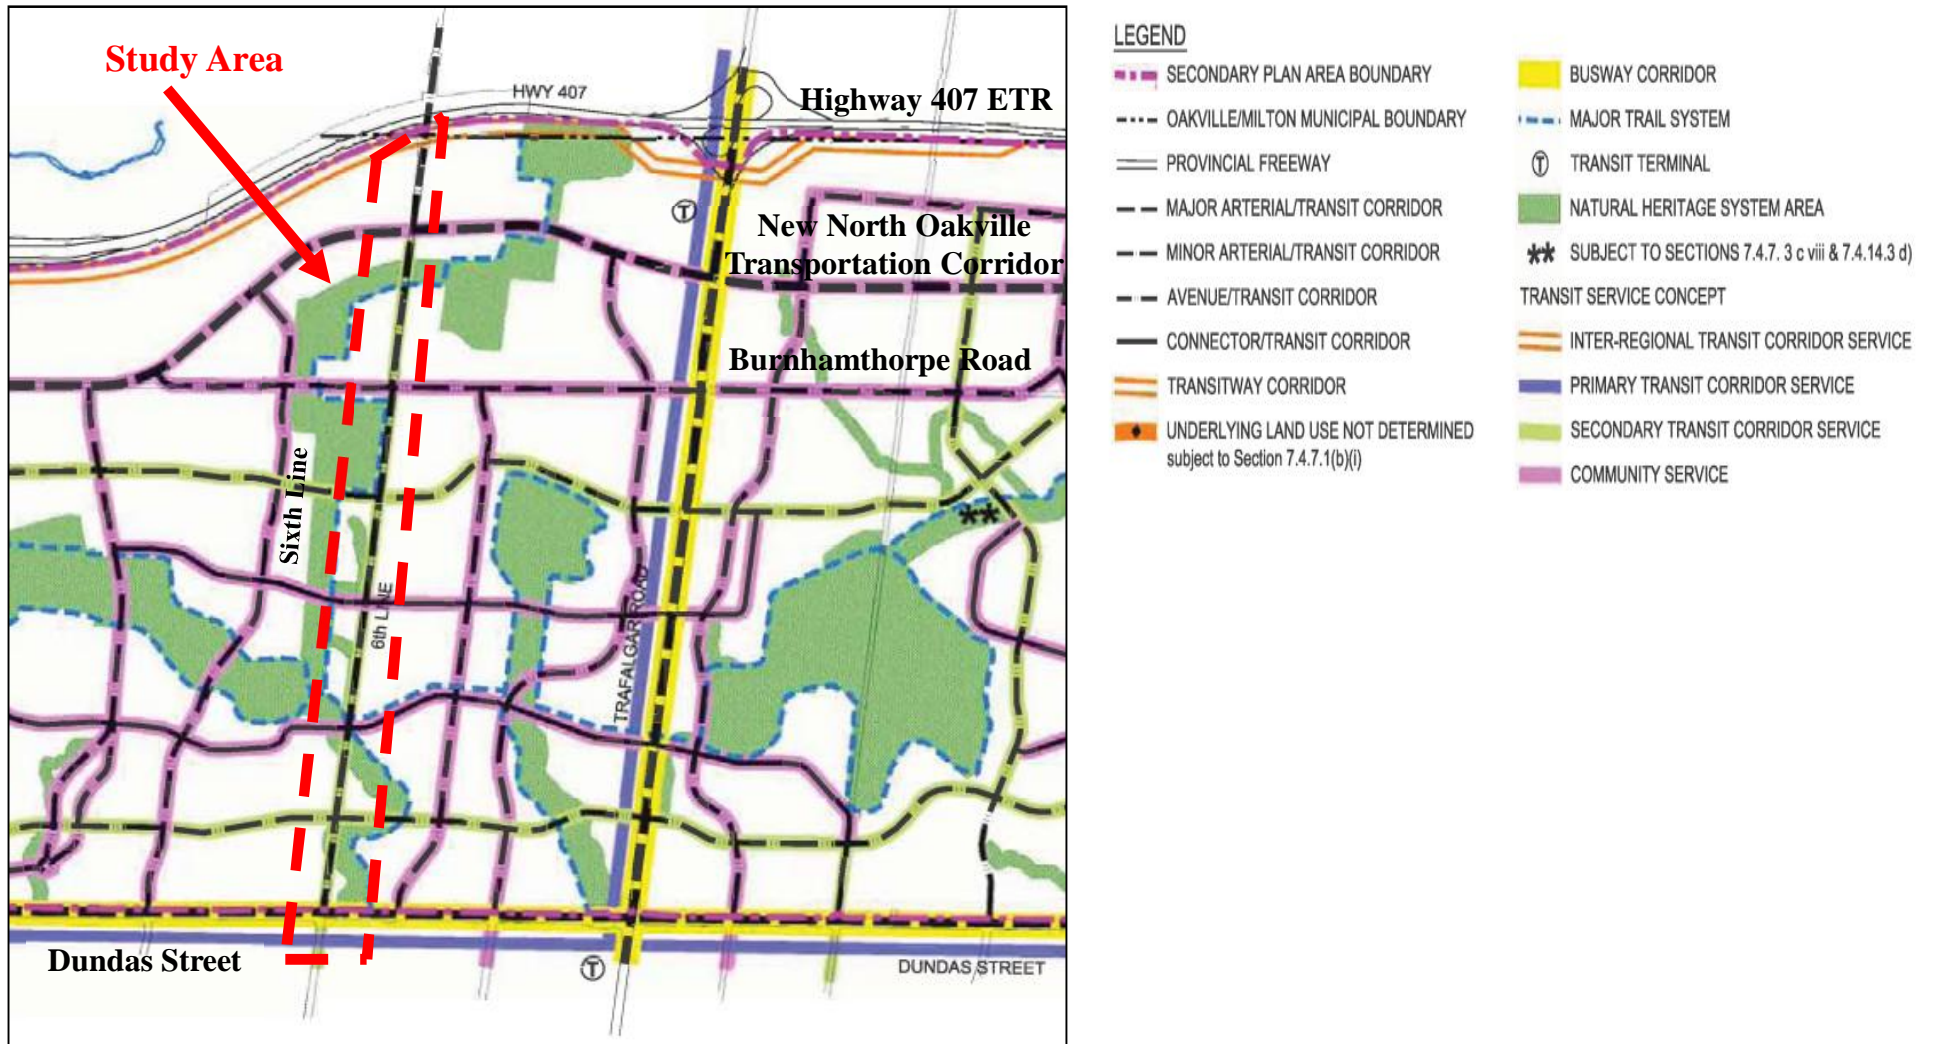 Study Area
HWY 407
Highway 407 ETR
T
New North Oakville
Transportation Corridor
Burnhamthorpe Road
Sixth Line
**
6th LINE
TRAFALGAR ROAD
Dundas Street
T
DUNDAS STREET
LEGEND
SECONDARY PLAN AREA BOUNDARY
OAKVILLE/MILTON MUNICIPAL BOUNDARY
PROVINCIAL FREEWAY
MAJOR ARTERIAL/TRANSIT CORRIDOR
MINOR ARTERIAL/TRANSIT CORRIDOR
AVENUE/TRANSIT CORRIDOR
CONNECTOR/TRANSIT CORRIDOR
TRANSITWAY CORRIDOR
UNDERLYING LAND USE NOT DETERMINED
subject to Section 7.4.7.1(b)(i)
BUSWAY CORRIDOR
MAJOR TRAIL SYSTEM
T TRANSIT TERMINAL
NATURAL HERITAGE SYSTEM AREA
** SUBJECT TO SECTIONS 7.4.7. 3 c viii & 7.4.14.3 d)
TRANSIT SERVICE CONCEPT
INTER-REGIONAL TRANSIT CORRIDOR SERVICE
PRIMARY TRANSIT CORRIDOR SERVICE
SECONDARY TRANSIT CORRIDOR SERVICE
COMMUNITY SERVICE